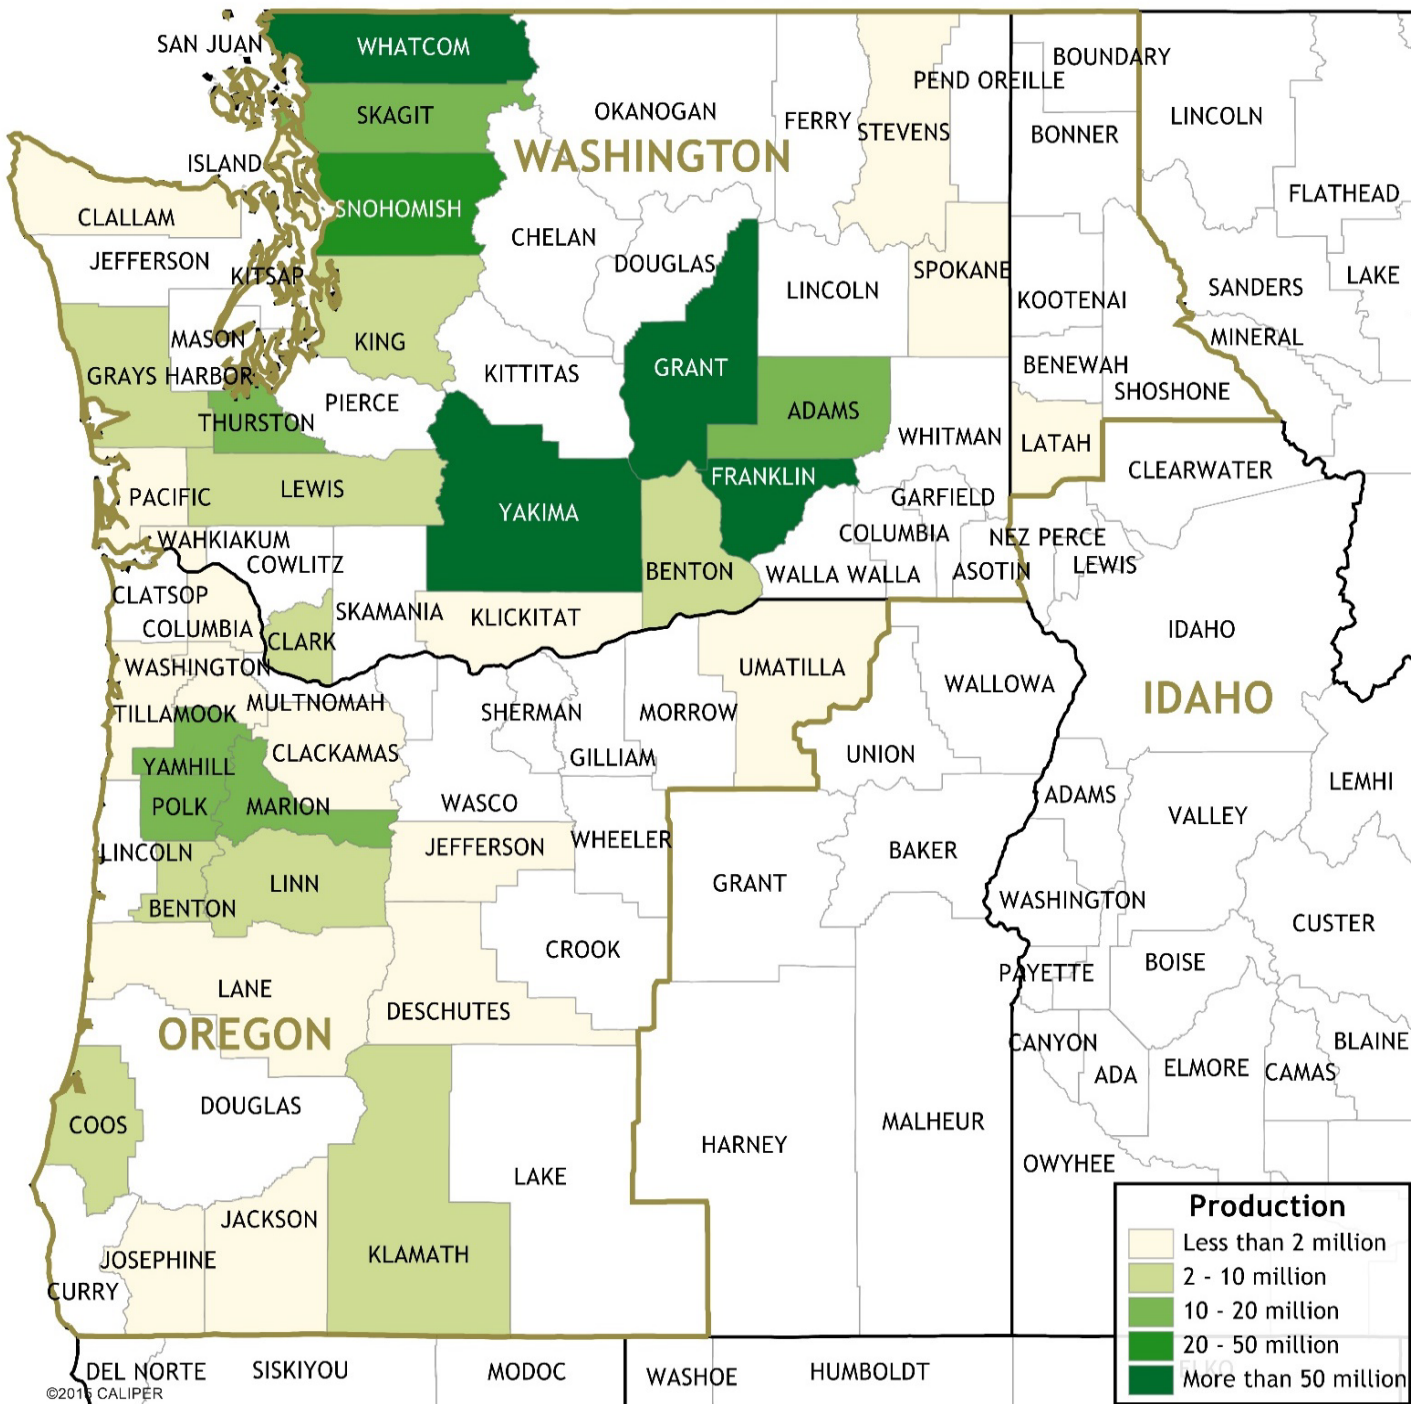 SAN JUAN
WHATCOM
PEND OREILLE
BOUNDARY
SKAGIT
OKANOGAN
FERRY
STEVENS
BONNER
LINCOLN
WASHINGTON
ISLAND
FLATHEAD
CLALLAM
SNOHOMISH
CHELAN
DOUGLAS
JEFFERSON
KITSAP
LINCOLN
SPOKANE
KOOTENAI
SANDERS
LAKE
MASON
KING
MINERAL
GRAYS HARBOR
KITTITAS
GRANT
BENEWAH
SHOSHONE
THURSTON
PIERCE
ADAMS
WHITMAN
LATAH
CLEARWATER
PACIFIC
LEWIS
YAKIMA
FRANKLIN
GARFIELD
COLUMBIA
NEZ PERCE
WAHKIAKUM
COWLITZ
BENTON
WALLA WALLA
ASOTIN
LEWIS
CLATSOP
COLUMBIA
CLARK
SKAMANIA
KLICKITAT
IDAHO
WASHINGTON
UMATILLA
WALLOWA
IDAHO
TILLAMOOK
MULTNOMAH
SHERMAN
MORROW
CLACKAMAS
GILLIAM
UNION
YAMHILL
POLK
MARION
WASCO
ADAMS
VALLEY
LEMHI
LINCOLN
JEFFERSON
WHEELER
BAKER
LINN
GRANT
WASHINGTON
BENTON
CROOK
CUSTER
LANE
DESCHUTES
PAYETTE
BOISE
OREGON
CANYON
ADA
ELMORE
CAMAS
BLAINE
COOS
DOUGLAS
HARNEY
MALHEUR
OWYHEE
LAKE
JACKSON
JOSEPHINE
KLAMATH
CURRY
Production
Less than 2 million
2 - 10 million
10 - 20 million
20 - 50 million
More than 50 million
ELKO
DEL NORTE
SISKIYOU
MODOC
WASHOE
HUMBOLDT
©2015 CALIPER